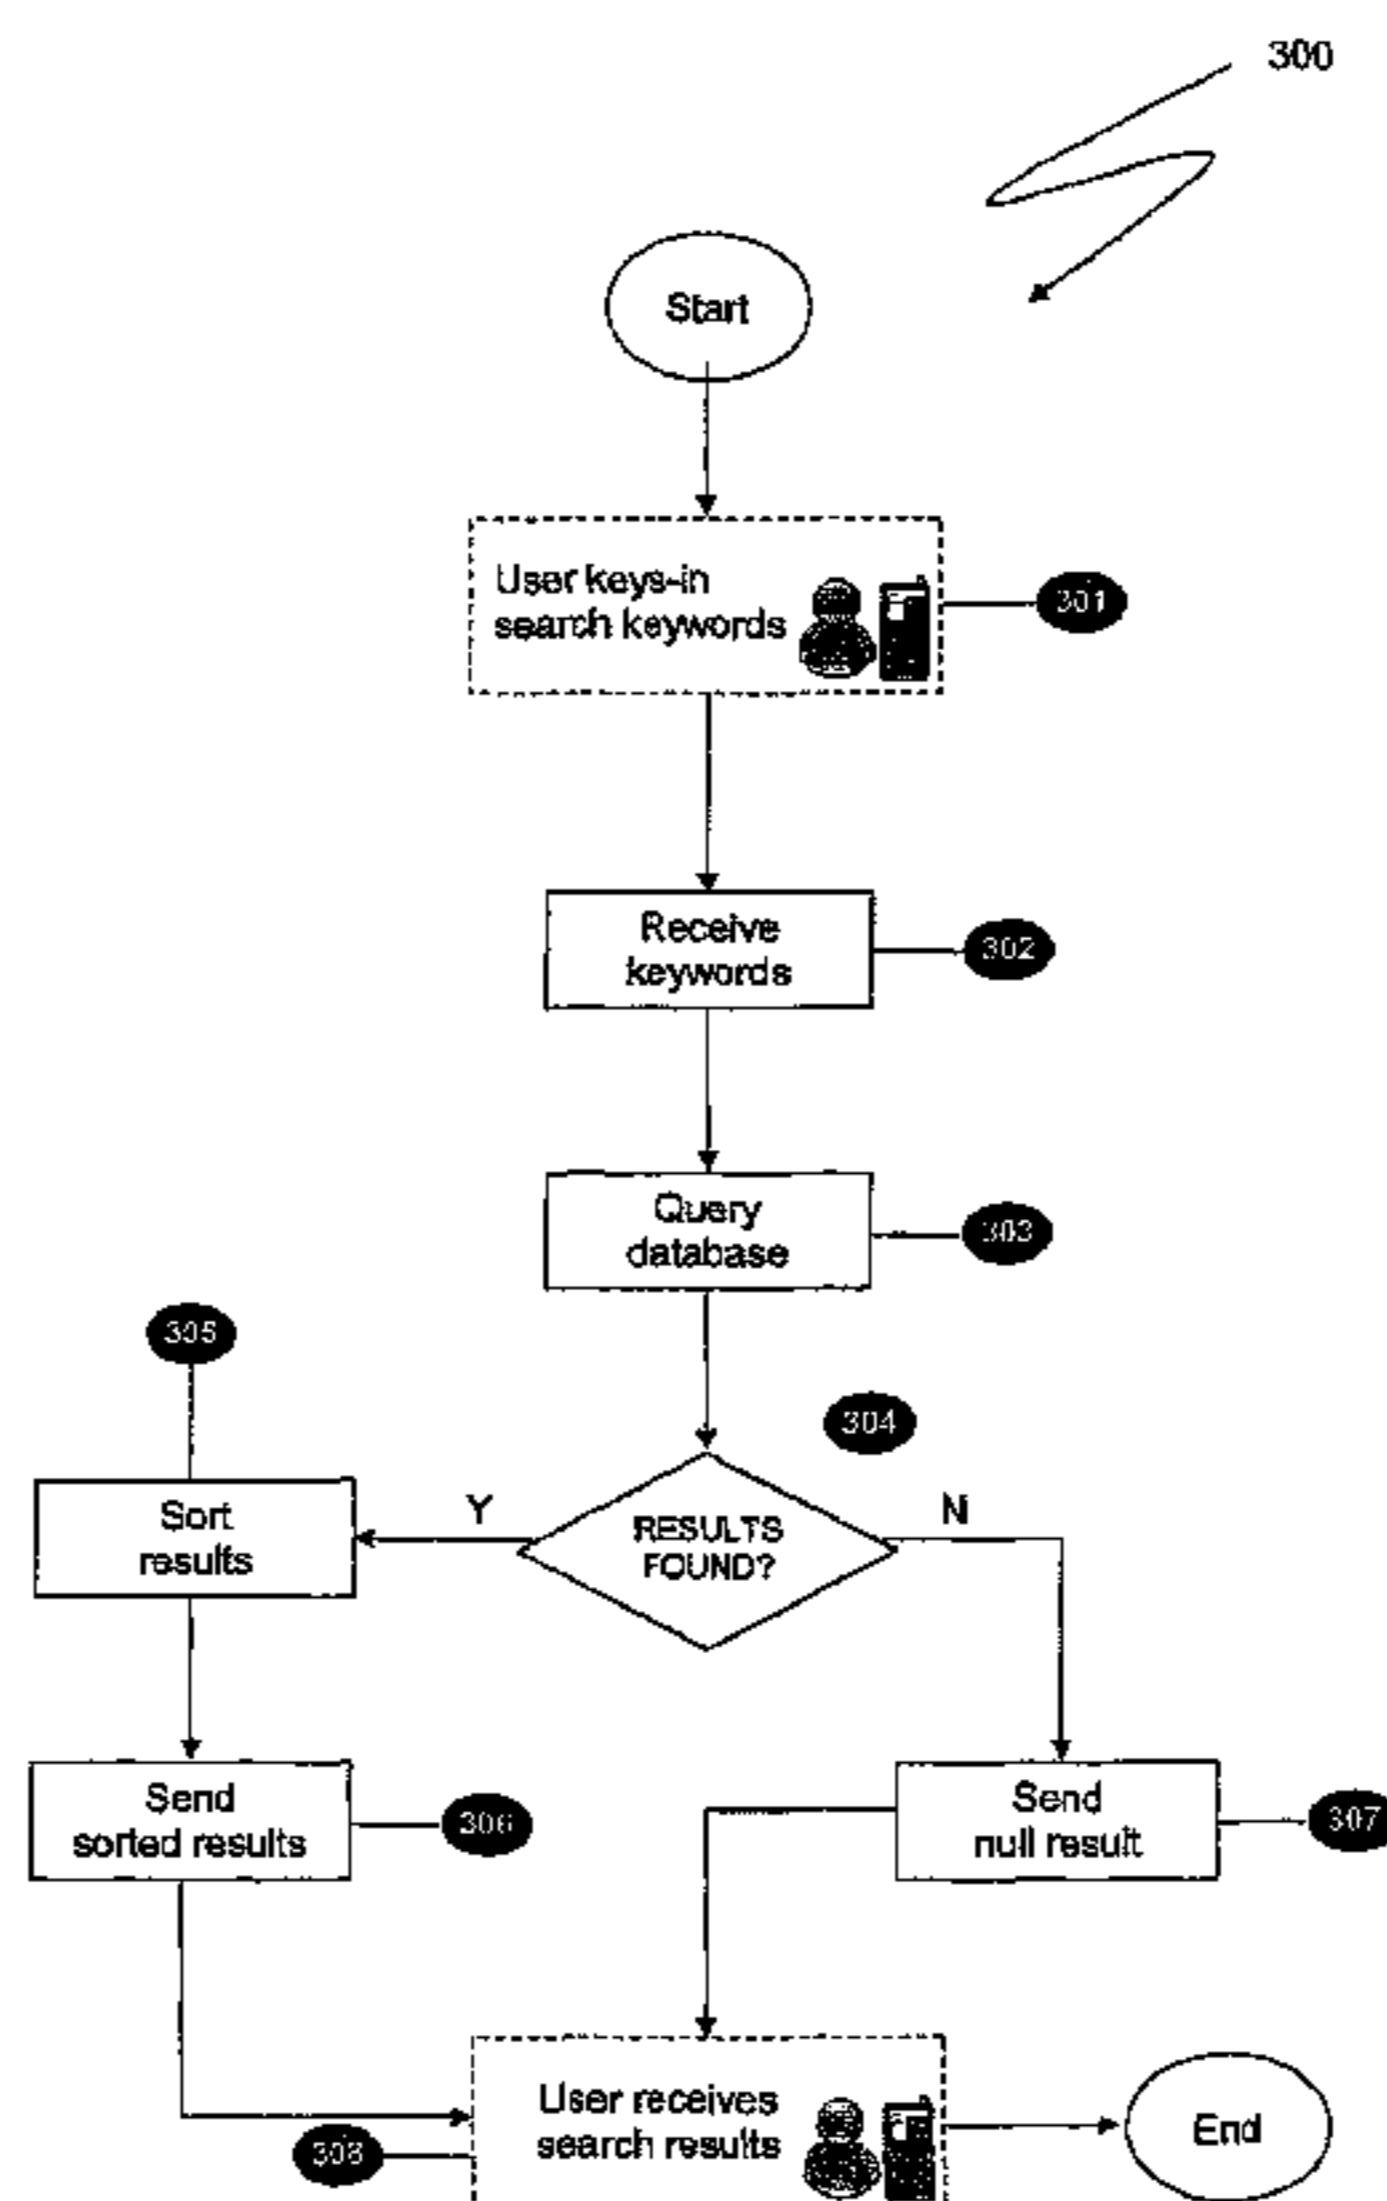 300
Start
User keys-in
search keywords
301
Receive
keywords
302
Query
database
303
305
304
Sort
results
Y
RESULTS
FOUND?
N
Send
sorted results
306
Send
null result
307
User receives
search results
308
End